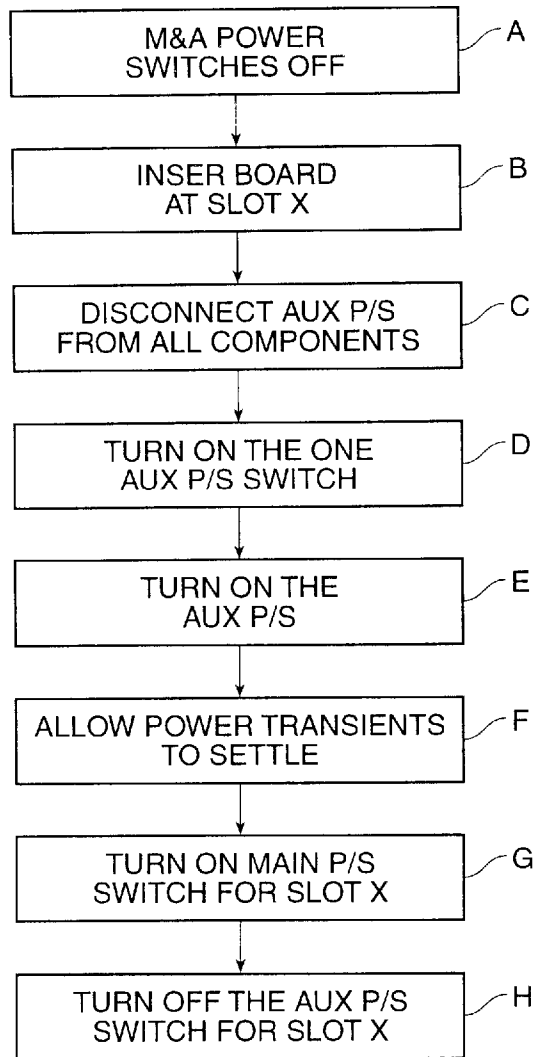 M&A POWER
SWITCHES OFF
A
INSER BOARD
AT SLOT X
B
DISCONNECT AUX P/S
FROM ALL COMPONENTS
C
TURN ON THE ONE
AUX P/S SWITCH
D
TURN ON THE
AUX P/S
E
ALLOW POWER TRANSIENTS
TO SETTLE
F
TURN ON MAIN P/S
SWITCH FOR SLOT X
G
TURN OFF THE AUX P/S
SWITCH FOR SLOT X
H